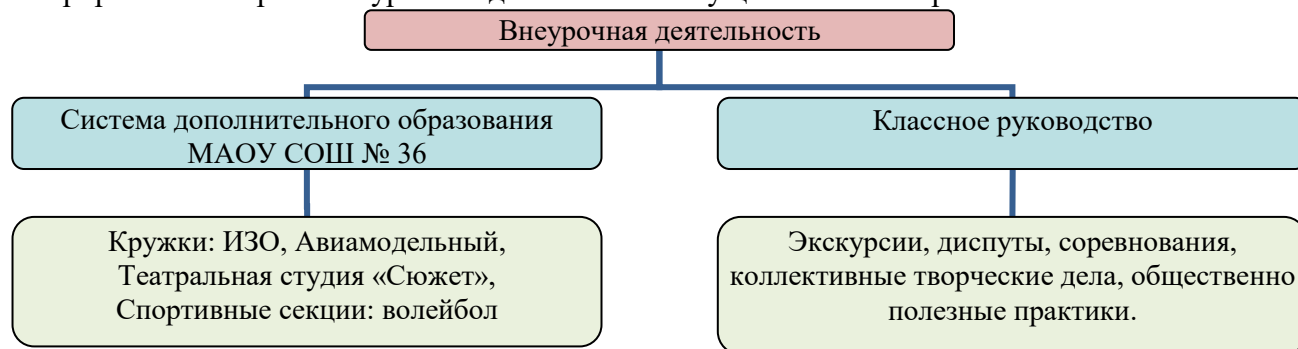 Внеурочная деятельность
Система дополнительного образования
МАОУ СОШ № 36
Классное руководство
Кружки: ИЗО, Авиамодельный,
Театральная студия «Сюжет»,
Спортивные секции: волейбол
Экскурсии, диспуты, соревнования,
коллективные творческие дела, общественно
полезные практики.